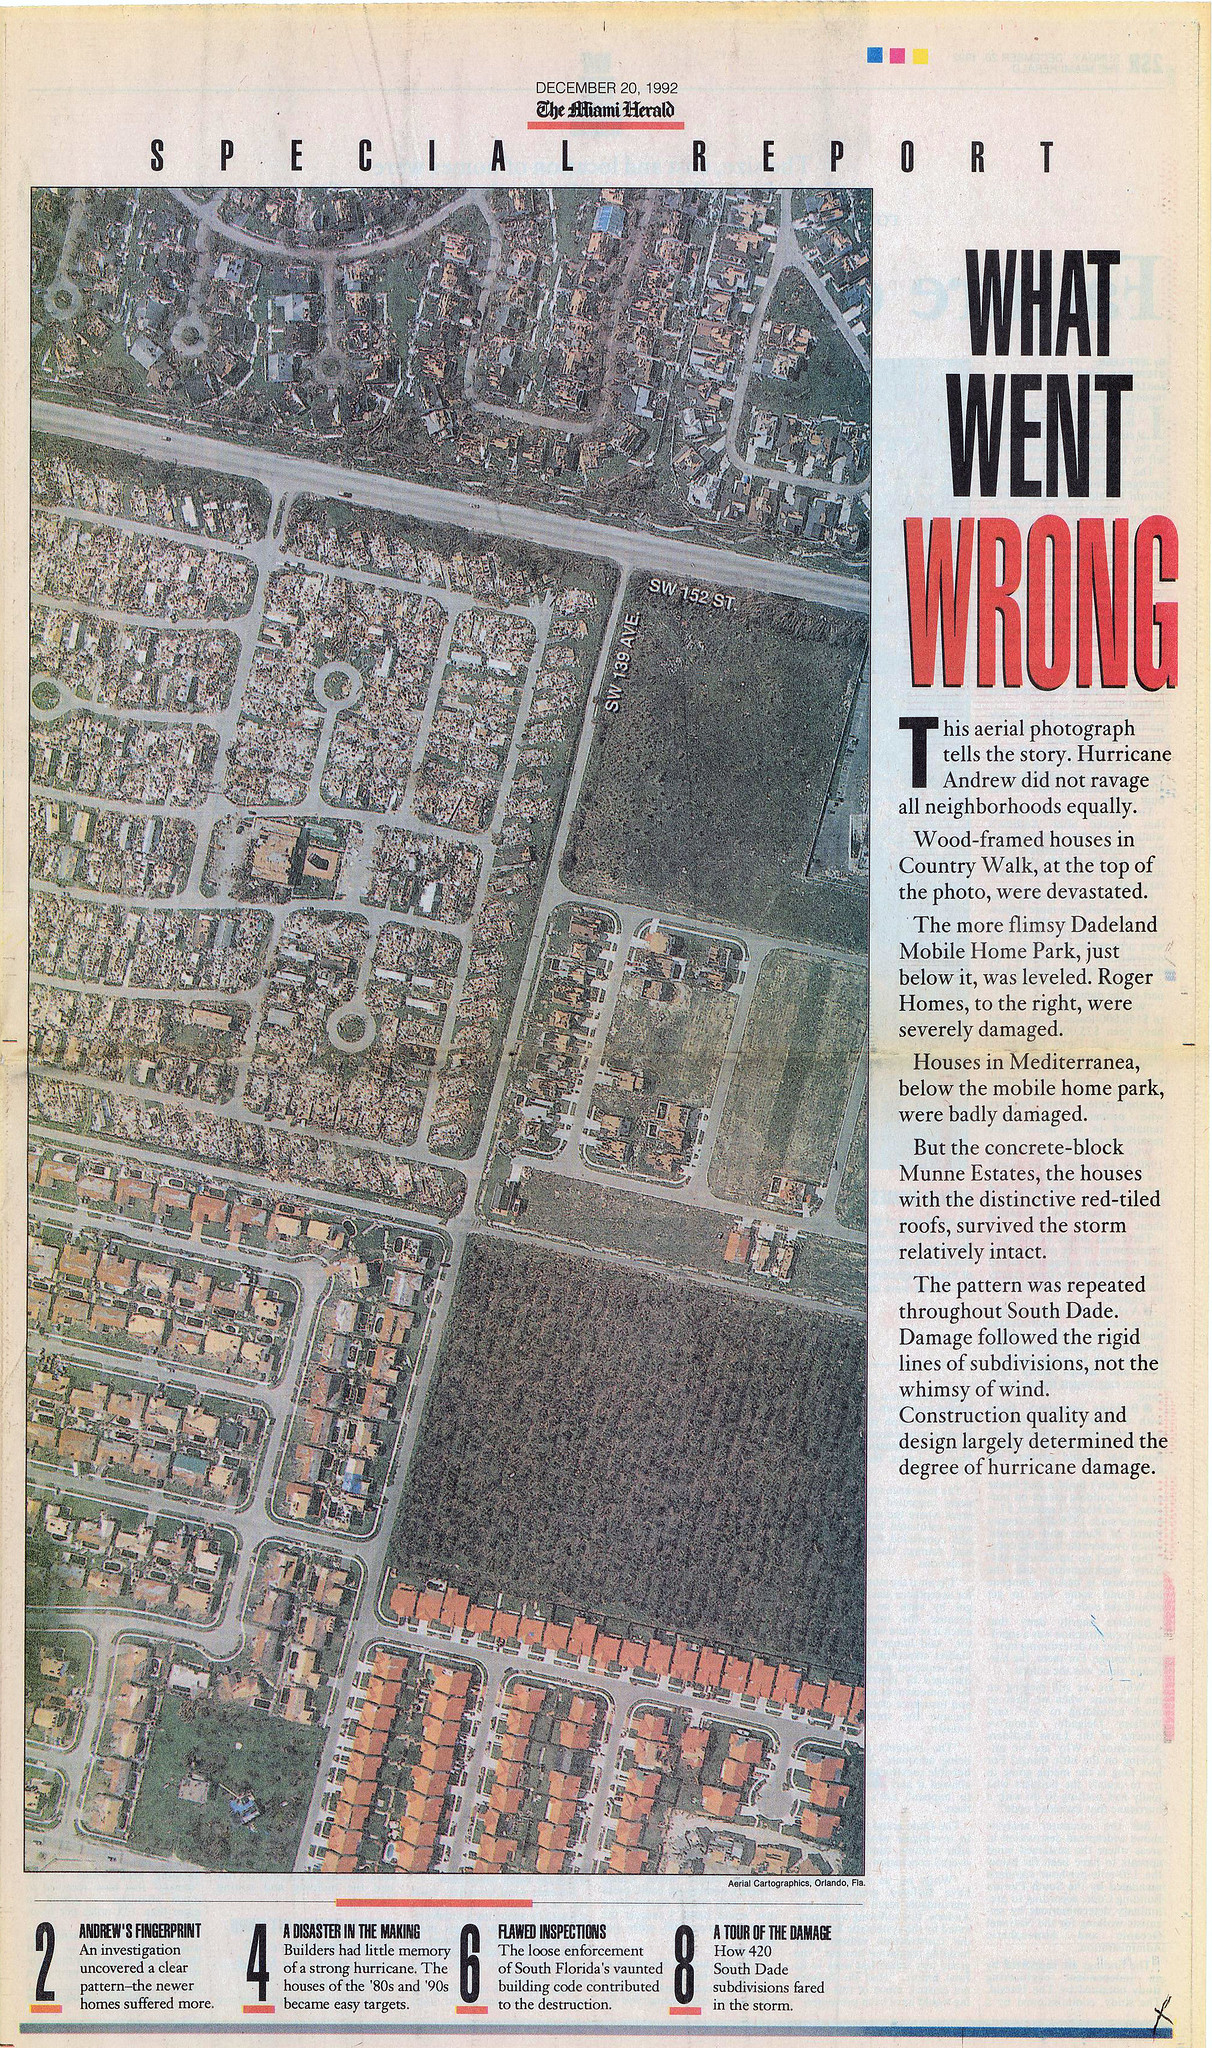 DECEMBER 20, 1992
The Miami Herald
SPECIAL REPORT
WHAT
WENT
WRONG
SW 152 ST.
SW 139 AVE.
This aerial photograph
tells the story. Hurricane
Andrew did not ravage
all neighborhoods equally.
Wood-framed houses in
Country Walk, at the top of
the photo, were devastated.
The more flimsy Dadeland
Mobile Home Park, just
below it, was leveled. Roger
Homes, to the right, were
severely damaged.
Houses in Mediterranea,
below the mobile home park,
were badly damaged.
But the concrete-block
Munne Estates, the houses
with the distinctive red-tiled
roofs, survived the storm
relatively intact.
The pattern was repeated
throughout South Dade.
Damage followed the rigid
lines of subdivisions, not the
whimsy of wind.
Construction quality and
design largely determined the
degree of hurricane damage.
Aerial Cartographics, Orlando, Fla.
2
ANDREW'S FINGERPRINT
An investigation
uncovered a clear
pattern–the newer
homes suffered more.
4
A DISASTER IN THE MAKING
Builders had little memory
of a strong hurricane. The
houses of the '80s and '90s
became easy targets.
6
FLAWED INSPECTIONS
The loose enforcement
of South Florida's vaunted
building code contributed
to the destruction.
8
A TOUR OF THE DAMAGE
How 420
South Dade
subdivisions fared
in the storm.